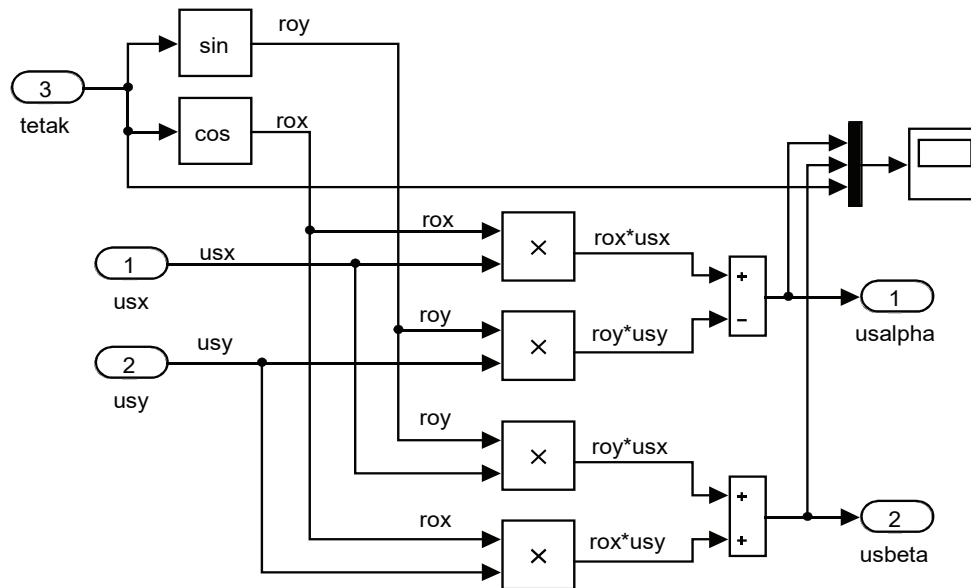 roy
sin
3
tetak
cos
rox
rox
×
rox*usx
usx
1
usx
+
−
1
usalpha
roy
×
roy*usy
usy
2
usy
roy
×
roy*usx
+
+
2
usbeta
rox
×
rox*usy